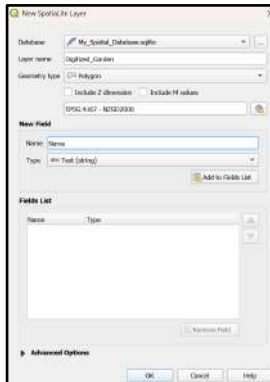 New SpatiaLite Layer
Database My_Spatial_Database.sqlite ...
Layer name Digitized_Garden
Geometry type Polygon
Include Z dimension Include M values
EPSG:4167 - NZGD2000
New Field
Name Name
Type abc Text (string)
Add to Fields List
Fields List
Name Type
Remove Field
Advanced Options
OK Cancel Help